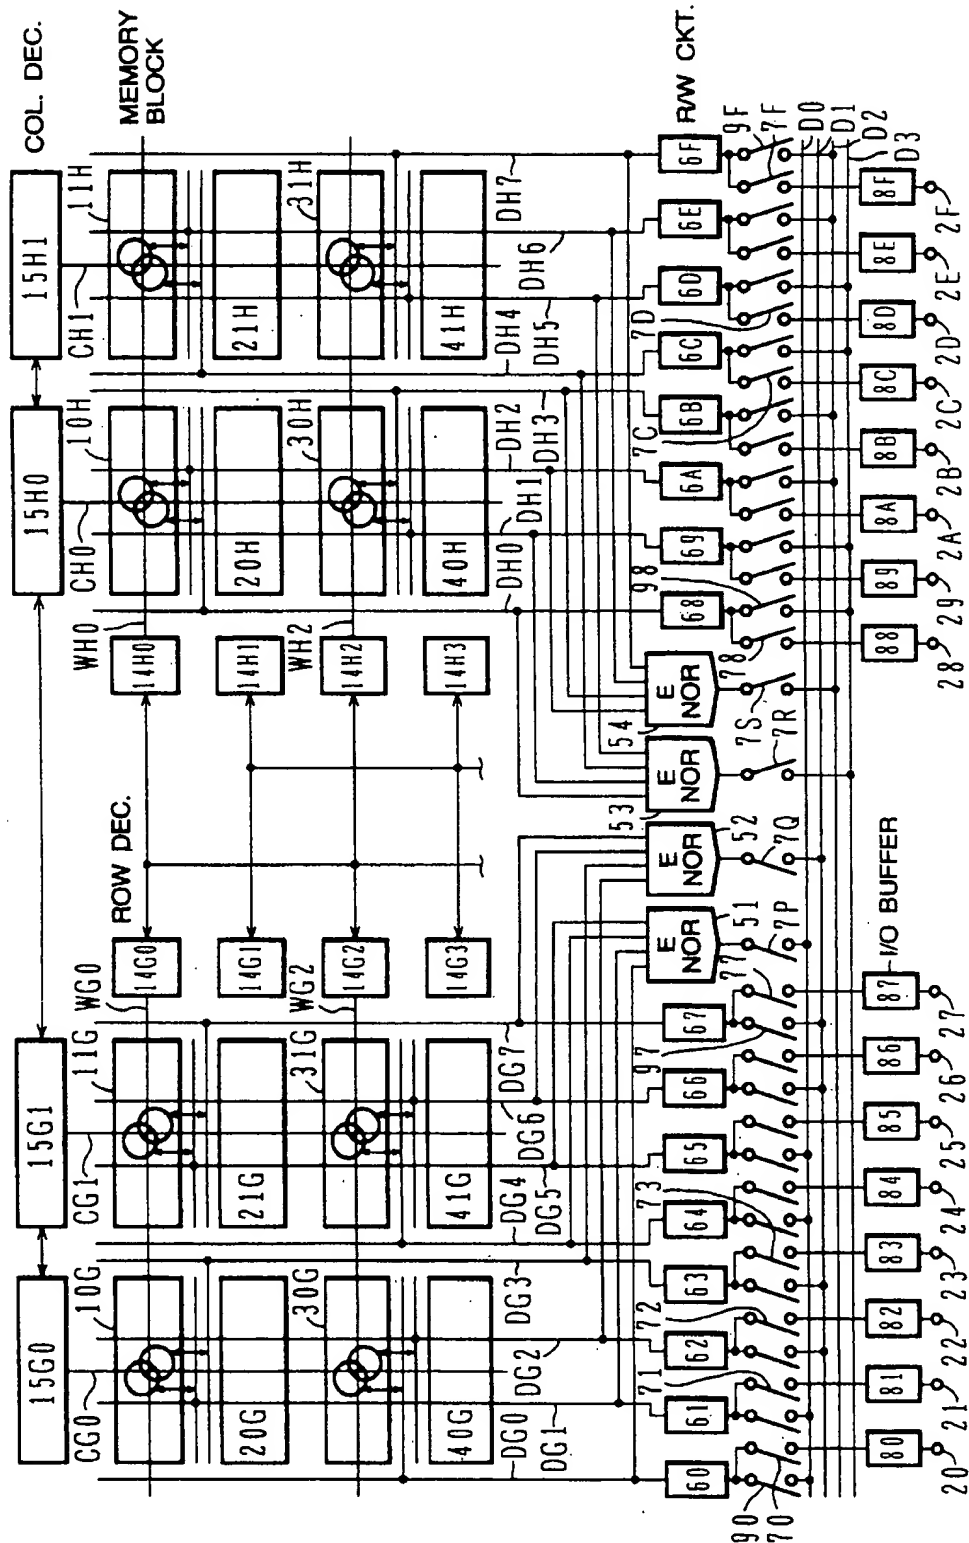 COL. DEC.
15G0
15G1
15H0
15H1
MEMORY
BLOCK
CG0
10G
CG1
11G
WG0
ROW DEC.
WH0
CH0
10H
CH1
11H
14G0
14H0
20G
21G
14G1
14H1
20H
21H
30G
31G
WG2
WH2
30H
31H
14G2
14H2
40G
41G
14G3
14H3
40H
41H
DG0
DG1
DG2
DG3
DG4
DG5
DG6
DG7
DH0
DH1
DH2
DH3
DH4
DH5
DH6
DH7
R/W CKT.
60
61
62
63
64
65
66
67
E
NOR
E
NOR
E
NOR
E
NOR
51
52
53
54
68
69
6A
6B
6C
6D
6E
6F
90
70
71
72
73
97
77
7P
7Q
7R
7S
78
98
7C
7D
9F
7F
D0
D1
D2
D3
I/O BUFFER
80
81
82
83
84
85
86
87
88
89
8A
8B
8C
8D
8E
8F
20
21
22
23
24
25
26
27
28
29
2A
2B
2C
2D
2E
2F